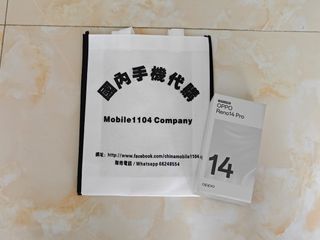 國內手機代購
Mobile1104 Company
網址: http://www.facebook.com/chinamobile1104.
聯絡電話 / Whatsapp 66240554
OPPO
Reno14 Pro
14
oppo